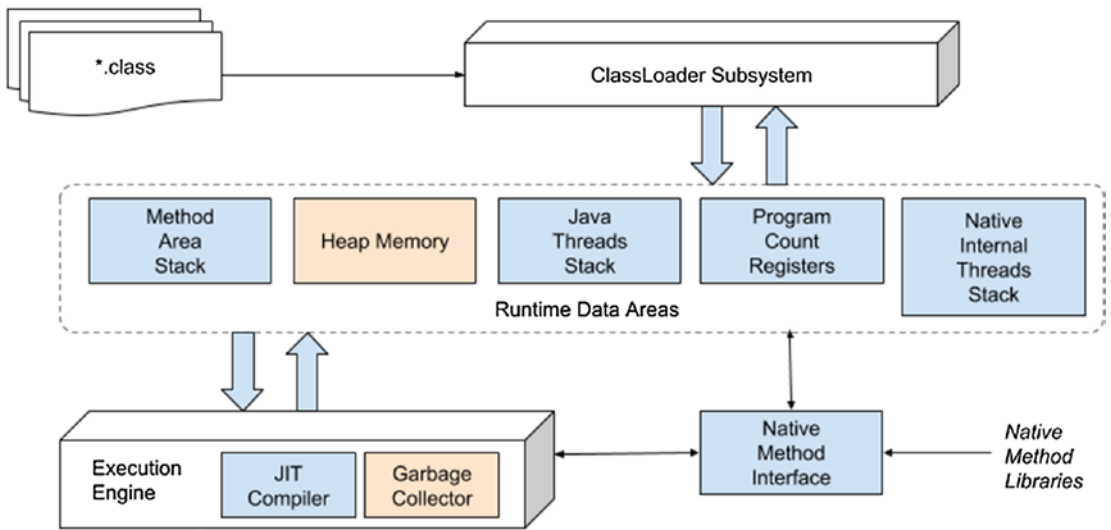 *.class
ClassLoader Subsystem
Method
Area
Stack
Heap Memory
Java
Threads
Stack
Program
Count
Registers
Native
Internal
Threads
Stack
Runtime Data Areas
Execution
Engine
JIT
Compiler
Garbage
Collector
Native
Method
Interface
Native
Method
Libraries